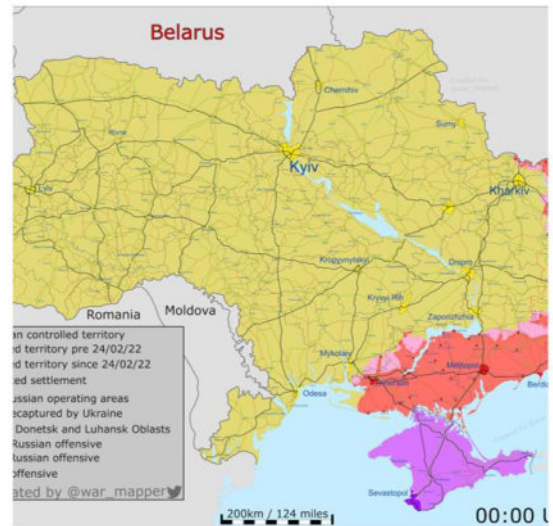 Belarus
Chernihiv
Sumy
Rivne
Kyiv
Lviv
Kharkiv
Kropyvnytskyi
Dnipro
Kryvyi Rih
Zaporizhzhia
Romania
Moldova
Mykolaiv
Melitopol
Kherson
Berd
Odesa
an controlled territory
ed territory pre 24/02/22
ed territory since 24/02/22
ted settlement
ussian operating areas
ecaptured by Ukraine
Donetsk and Luhansk Oblasts
Russian offensive
Russian offensive
offensive
ated by @war_mapper
Sevastopol
200km / 124 miles
00:00 U